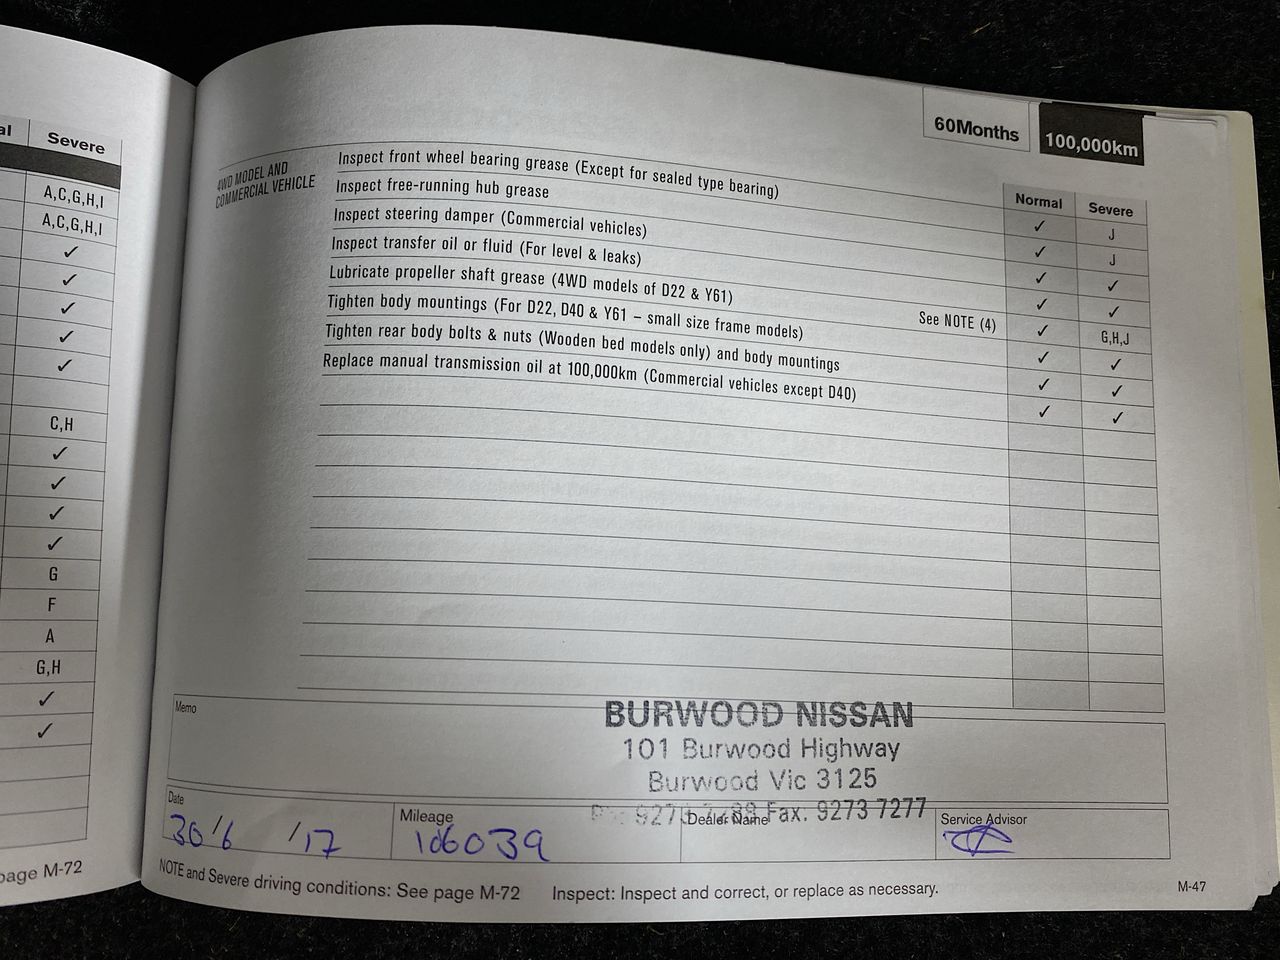 al Severe
A,C,G,H,I
A,C,G,H,I
✓
✓
✓
✓
✓
C,H
✓
✓
✓
✓
G
F
A
G,H
✓
✓
page M-72
60Months 100,000km
Normal Severe
4WD MODEL AND
COMMERCIAL VEHICLE
Inspect front wheel bearing grease (Except for sealed type bearing) ✓ J
Inspect free-running hub grease ✓ J
Inspect steering damper (Commercial vehicles) ✓ ✓
Inspect transfer oil or fluid (For level & leaks) ✓ ✓
Lubricate propeller shaft grease (4WD models of D22 & Y61) See NOTE (4) ✓ G,H,J
Tighten body mountings (For D22, D40 & Y61 – small size frame models) ✓ ✓
Tighten rear body bolts & nuts (Wooden bed models only) and body mountings ✓ ✓
Replace manual transmission oil at 100,000km (Commercial vehicles except D40) ✓ ✓
Memo
BURWOOD NISSAN
101 Burwood Highway
Burwood Vic 3125
Fax. 9273 7277
Date Mileage Dealer Name Service Advisor
30/6/17 106039
NOTE and Severe driving conditions: See page M-72 Inspect: Inspect and correct, or replace as necessary.
M-47